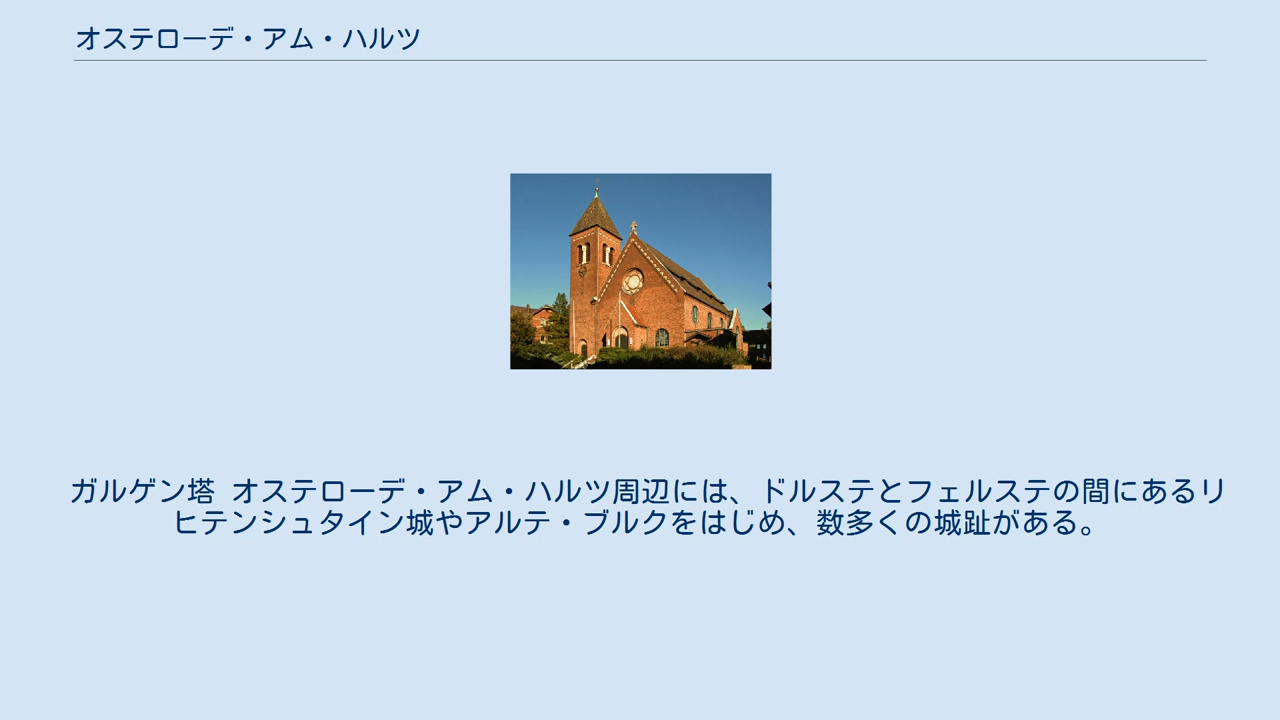 オステローデ・アム・ハルツ
ガルゲン塔 オステローデ・アム・ハルツ周辺には、ドルステとフェルステの間にあるリ
ヒテンシュタイン城やアルテ・ブルクをはじめ、数多くの城趾がある。